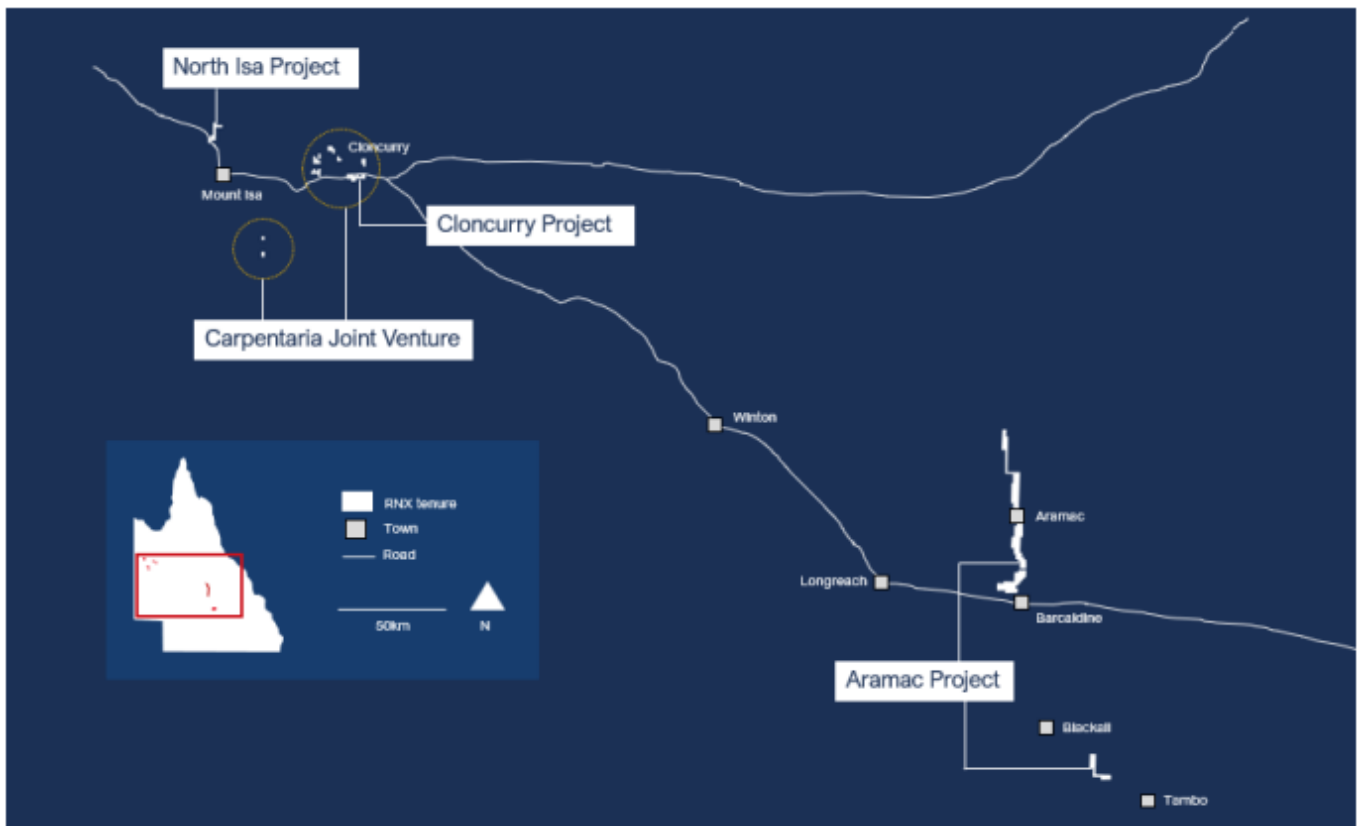 North Isa Project
Cloncurry
Mount Isa
Cloncurry Project
Carpentaria Joint Venture
Winton
RNX tenure
Town
Road
50km
N
Aramac
Longreach
Barcaldine
Aramac Project
Blackall
Tambo